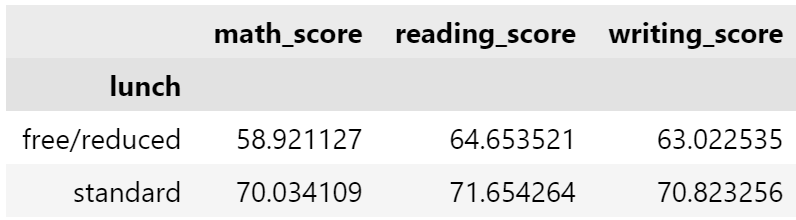 math_score reading_score writing_score
lunch
free/reduced 58.921127 64.653521 63.022535
standard 70.034109 71.654264 70.823256